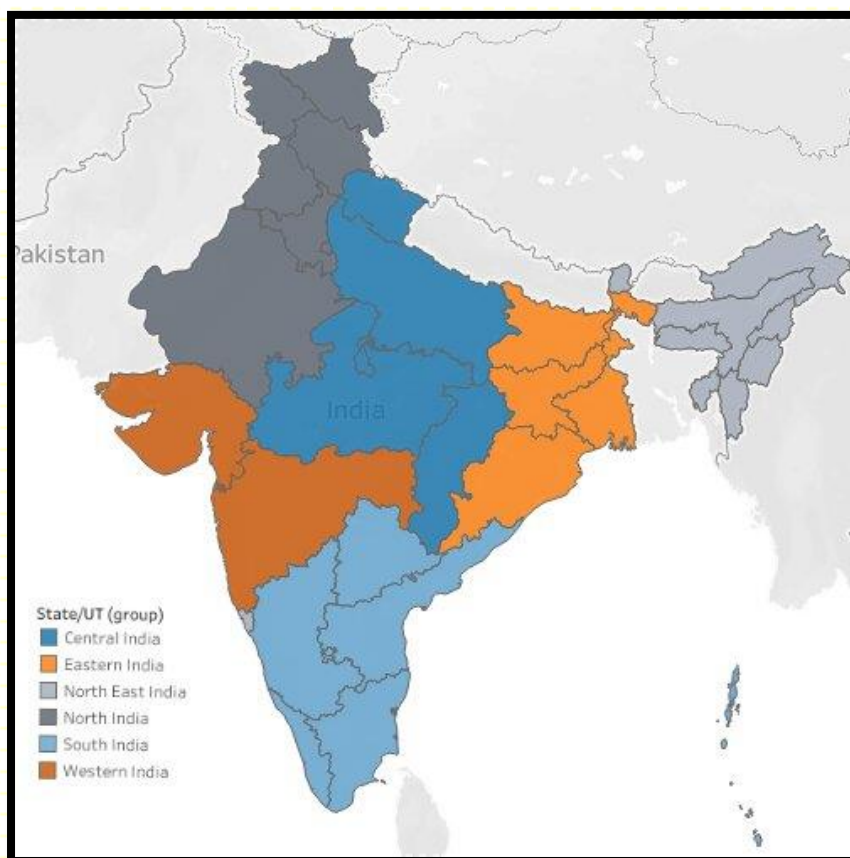 Pakistan
India
State/UT (group)
Central India
Eastern India
North East India
North India
South India
Western India